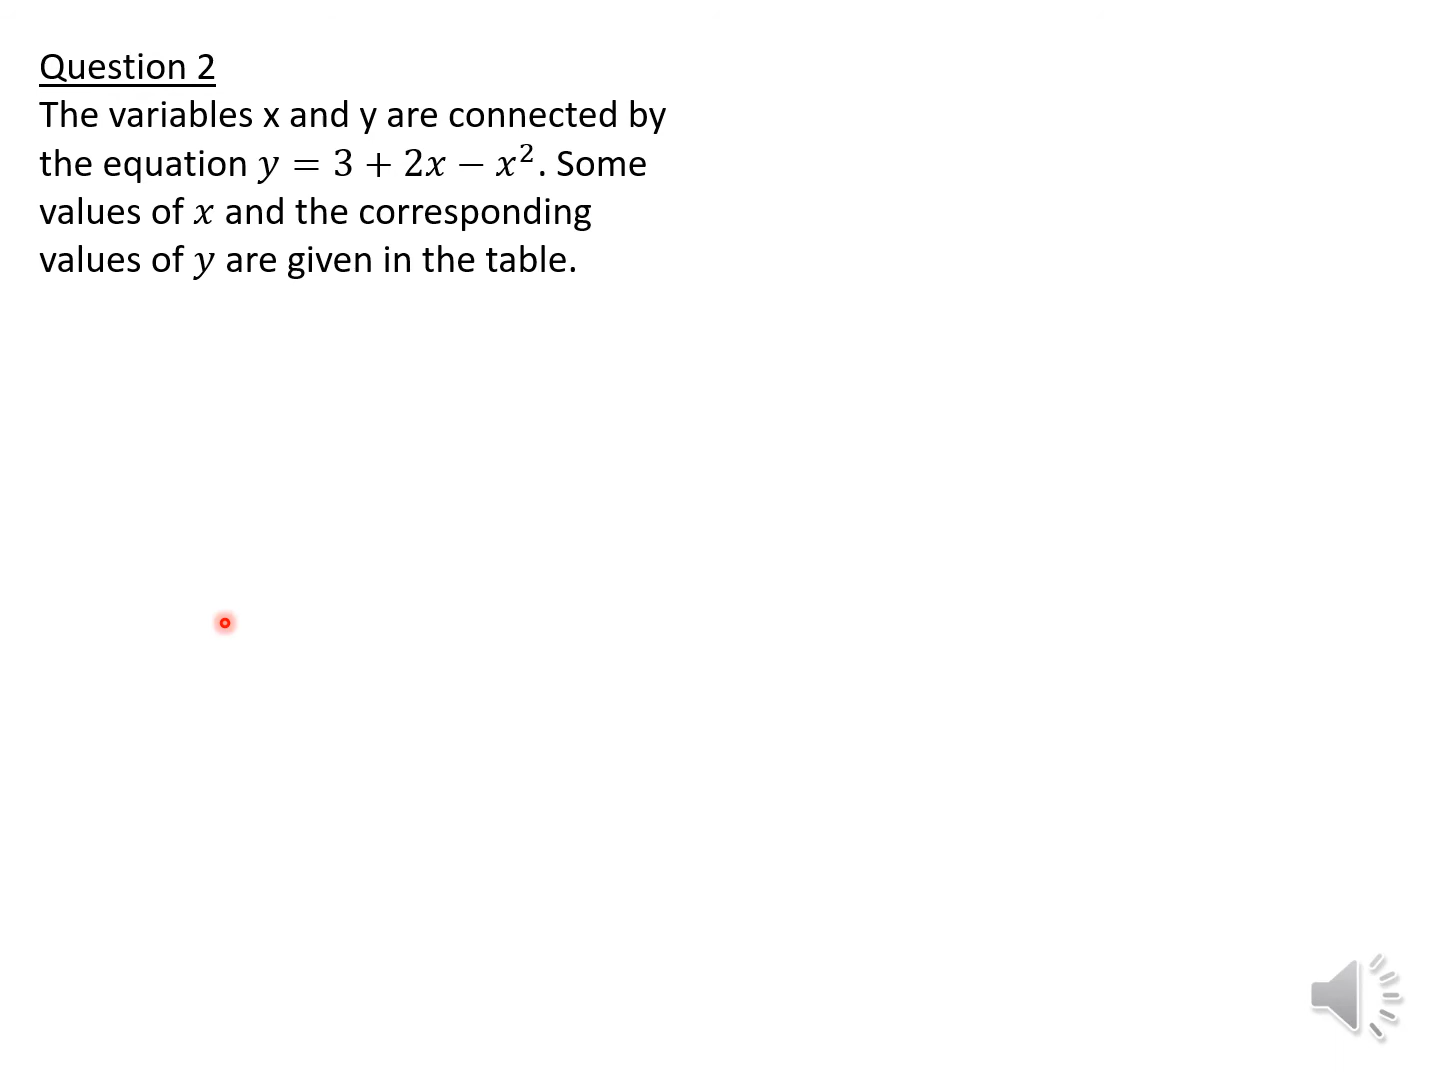 Question 2
The variables x and y are connected by
the equation y = 3 + 2x − x². Some
values of x and the corresponding
values of y are given in the table.